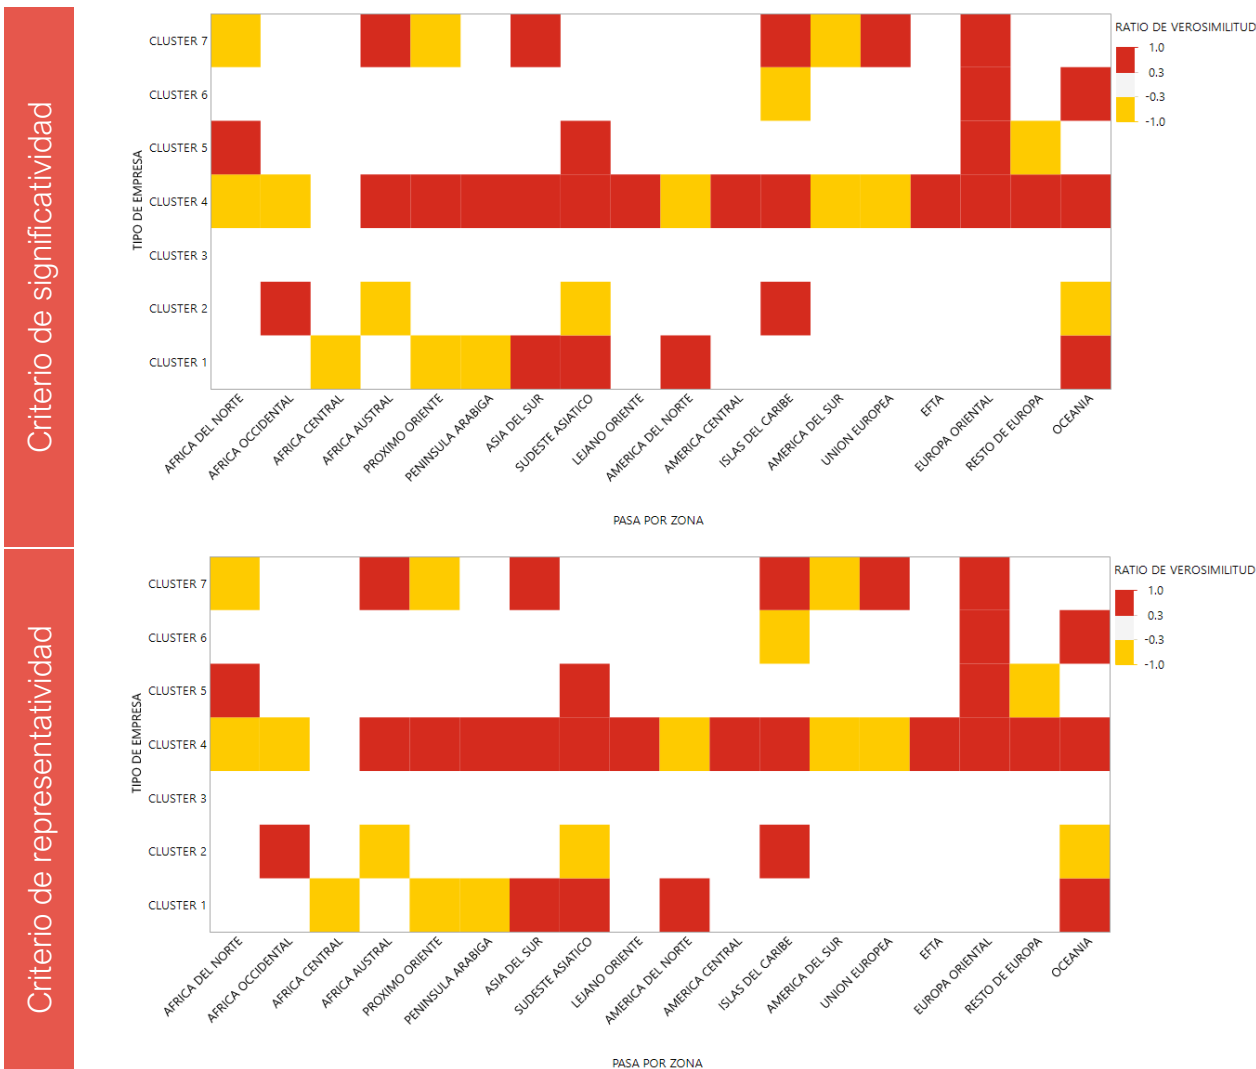 Criterio de significatividad
TIPO DE EMPRESA
CLUSTER 7
CLUSTER 6
CLUSTER 5
CLUSTER 4
CLUSTER 3
CLUSTER 2
CLUSTER 1
AFRICA DEL NORTE
AFRICA OCCIDENTAL
AFRICA CENTRAL
AFRICA AUSTRAL
PROXIMO ORIENTE
PENINSULA ARABIGA
ASIA DEL SUR
SUDESTE ASIATICO
LEJANO ORIENTE
AMERICA DEL NORTE
AMERICA CENTRAL
ISLAS DEL CARIBE
AMERICA DEL SUR
UNION EUROPEA
EFTA
EUROPA ORIENTAL
RESTO DE EUROPA
OCEANIA
PASA POR ZONA
RATIO DE VEROSIMILITUD
1.0
0.3
-0.3
-1.0
Criterio de representatividad
TIPO DE EMPRESA
CLUSTER 7
CLUSTER 6
CLUSTER 5
CLUSTER 4
CLUSTER 3
CLUSTER 2
CLUSTER 1
AFRICA DEL NORTE
AFRICA OCCIDENTAL
AFRICA CENTRAL
AFRICA AUSTRAL
PROXIMO ORIENTE
PENINSULA ARABIGA
ASIA DEL SUR
SUDESTE ASIATICO
LEJANO ORIENTE
AMERICA DEL NORTE
AMERICA CENTRAL
ISLAS DEL CARIBE
AMERICA DEL SUR
UNION EUROPEA
EFTA
EUROPA ORIENTAL
RESTO DE EUROPA
OCEANIA
PASA POR ZONA
RATIO DE VEROSIMILITUD
1.0
0.3
-0.3
-1.0